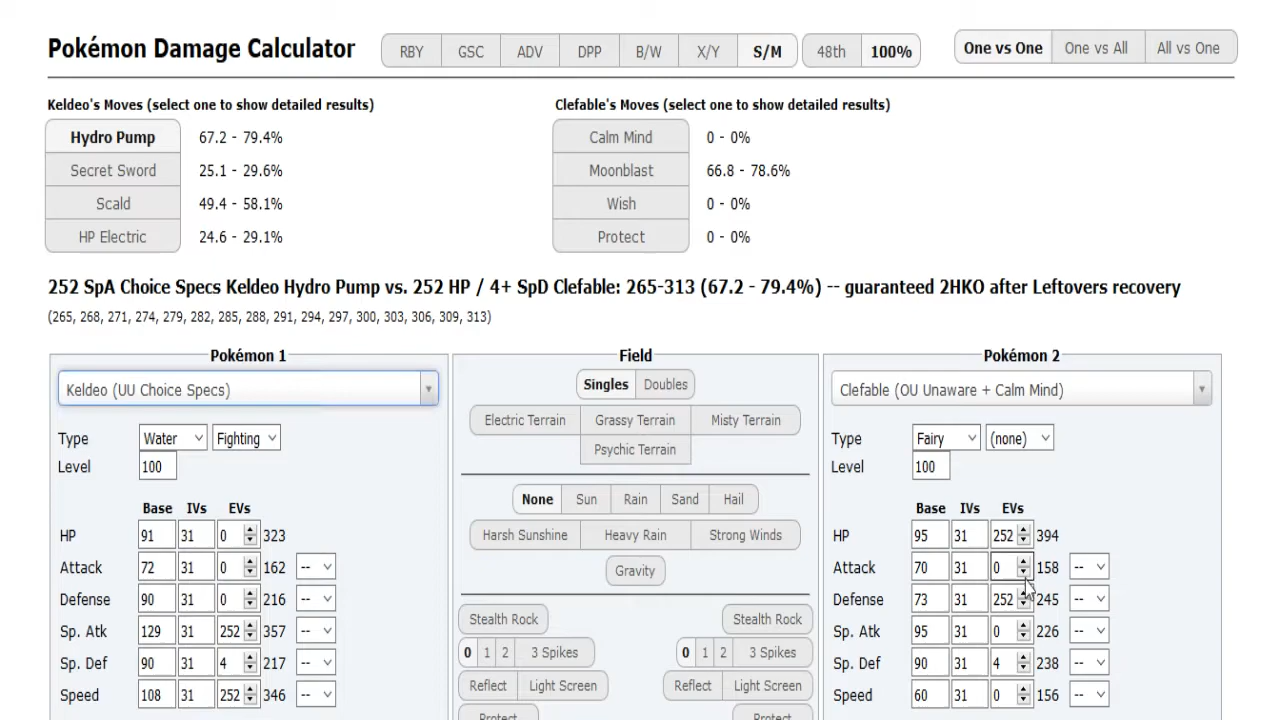 Pokémon Damage Calculator RBY GSC ADV DPP B/W X/Y S/M 48th 100% One vs One One vs All All vs One
Keldeo's Moves (select one to show detailed results) Clefable's Moves (select one to show detailed results)
Hydro Pump 67.2 - 79.4% Calm Mind 0 - 0%
Secret Sword 25.1 - 29.6% Moonblast 66.8 - 78.6%
Scald 49.4 - 58.1% Wish 0 - 0%
HP Electric 24.6 - 29.1% Protect 0 - 0%
252 SpA Choice Specs Keldeo Hydro Pump vs. 252 HP / 4+ SpD Clefable: 265-313 (67.2 - 79.4%) -- guaranteed 2HKO after Leftovers recovery
(265, 268, 271, 274, 279, 282, 285, 288, 291, 294, 297, 300, 303, 306, 309, 313)
Pokémon 1 Field Pokémon 2
Keldeo (UU Choice Specs) Singles Doubles Clefable (OU Unaware + Calm Mind)
Electric Terrain Grassy Terrain Misty Terrain
Type Water Fighting Psychic Terrain Type Fairy (none)
Level 100 Level 100
None Sun Rain Sand Hail
Base IVs EVs Base IVs EVs
HP 91 31 0 323 Harsh Sunshine Heavy Rain Strong Winds HP 95 31 252 394
Attack 72 31 0 162 -- Gravity Attack 70 31 0 158 --
Defense 90 31 0 216 -- Defense 73 31 252 245 --
Stealth Rock Stealth Rock
Sp. Atk 129 31 252 357 -- Sp. Atk 95 31 0 226 --
0 1 2 3 Spikes 0 1 2 3 Spikes
Sp. Def 90 31 4 217 -- Sp. Def 90 31 4 238 --
Reflect Light Screen Reflect Light Screen
Speed 108 31 252 346 -- Speed 60 31 0 156 --
Protect Protect